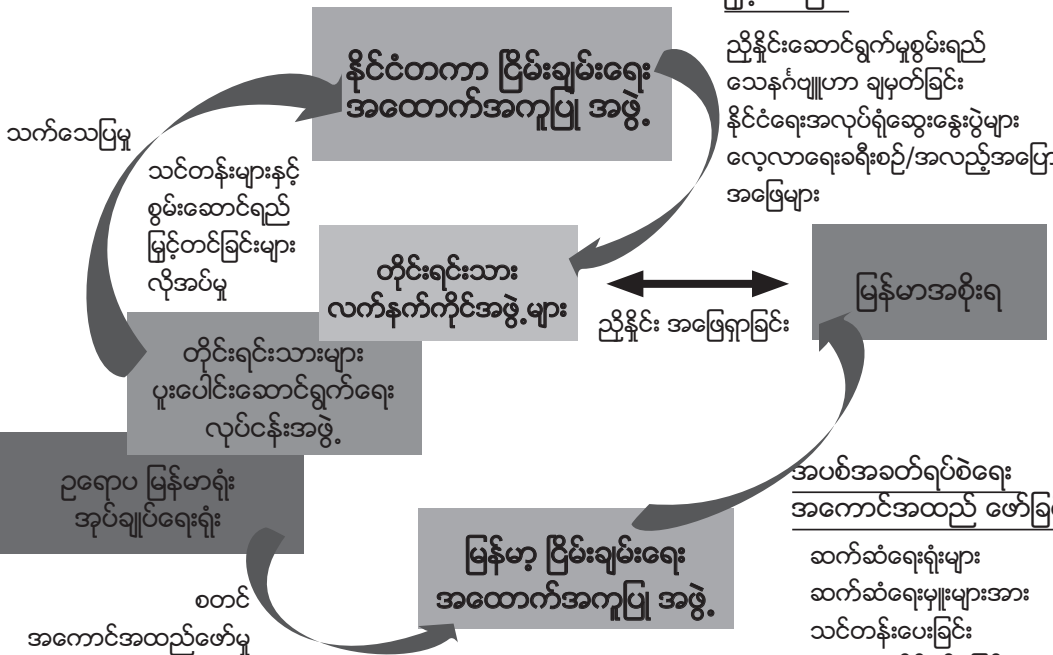 နိုင်ငံတကာ ငြိမ်းချမ်းရေး
အထောက်အကူပြု အဖွဲ့
ညှိနှိုင်းဆောင်ရွက်မှုစွမ်းရည်
သေနင်္ဂဗျူဟာ ချမှတ်ခြင်း
နိုင်ငံရေးအလုပ်ရုံဆွေးနွေးပွဲများ
လေ့လာရေးခရီးစဉ်/အလည့်အပြော
အဖြေများ
သက်သေပြမှု
သင်တန်းများနှင့်
စွမ်းဆောင်ရည်
မြှင့်တင်ခြင်းများ
လိုအပ်မှု
တိုင်းရင်းသား
လက်နက်ကိုင်အဖွဲ့များ
ညှိနှိုင်း အဖြေရှာခြင်း
မြန်မာအစိုးရ
တိုင်းရင်းသားများ
ပူးပေါင်းဆောင်ရွက်ရေး
လုပ်ငန်းအဖွဲ့
ဥရောပ မြန်မာရုံး
အုပ်ချုပ်ရေးရုံး
မြန်မာ့ ငြိမ်းချမ်းရေး
အထောက်အကူပြု အဖွဲ့
စတင်
အကောင်အထည်ဖော်မှု
အပစ်အခတ်ရပ်စဲရေး
အကောင်အထည် ဖော်ခြ
ဆက်ဆံရေးရုံးများ
ဆက်ဆံရေးမှူးများအား
သင်တန်းပေးခြင်း